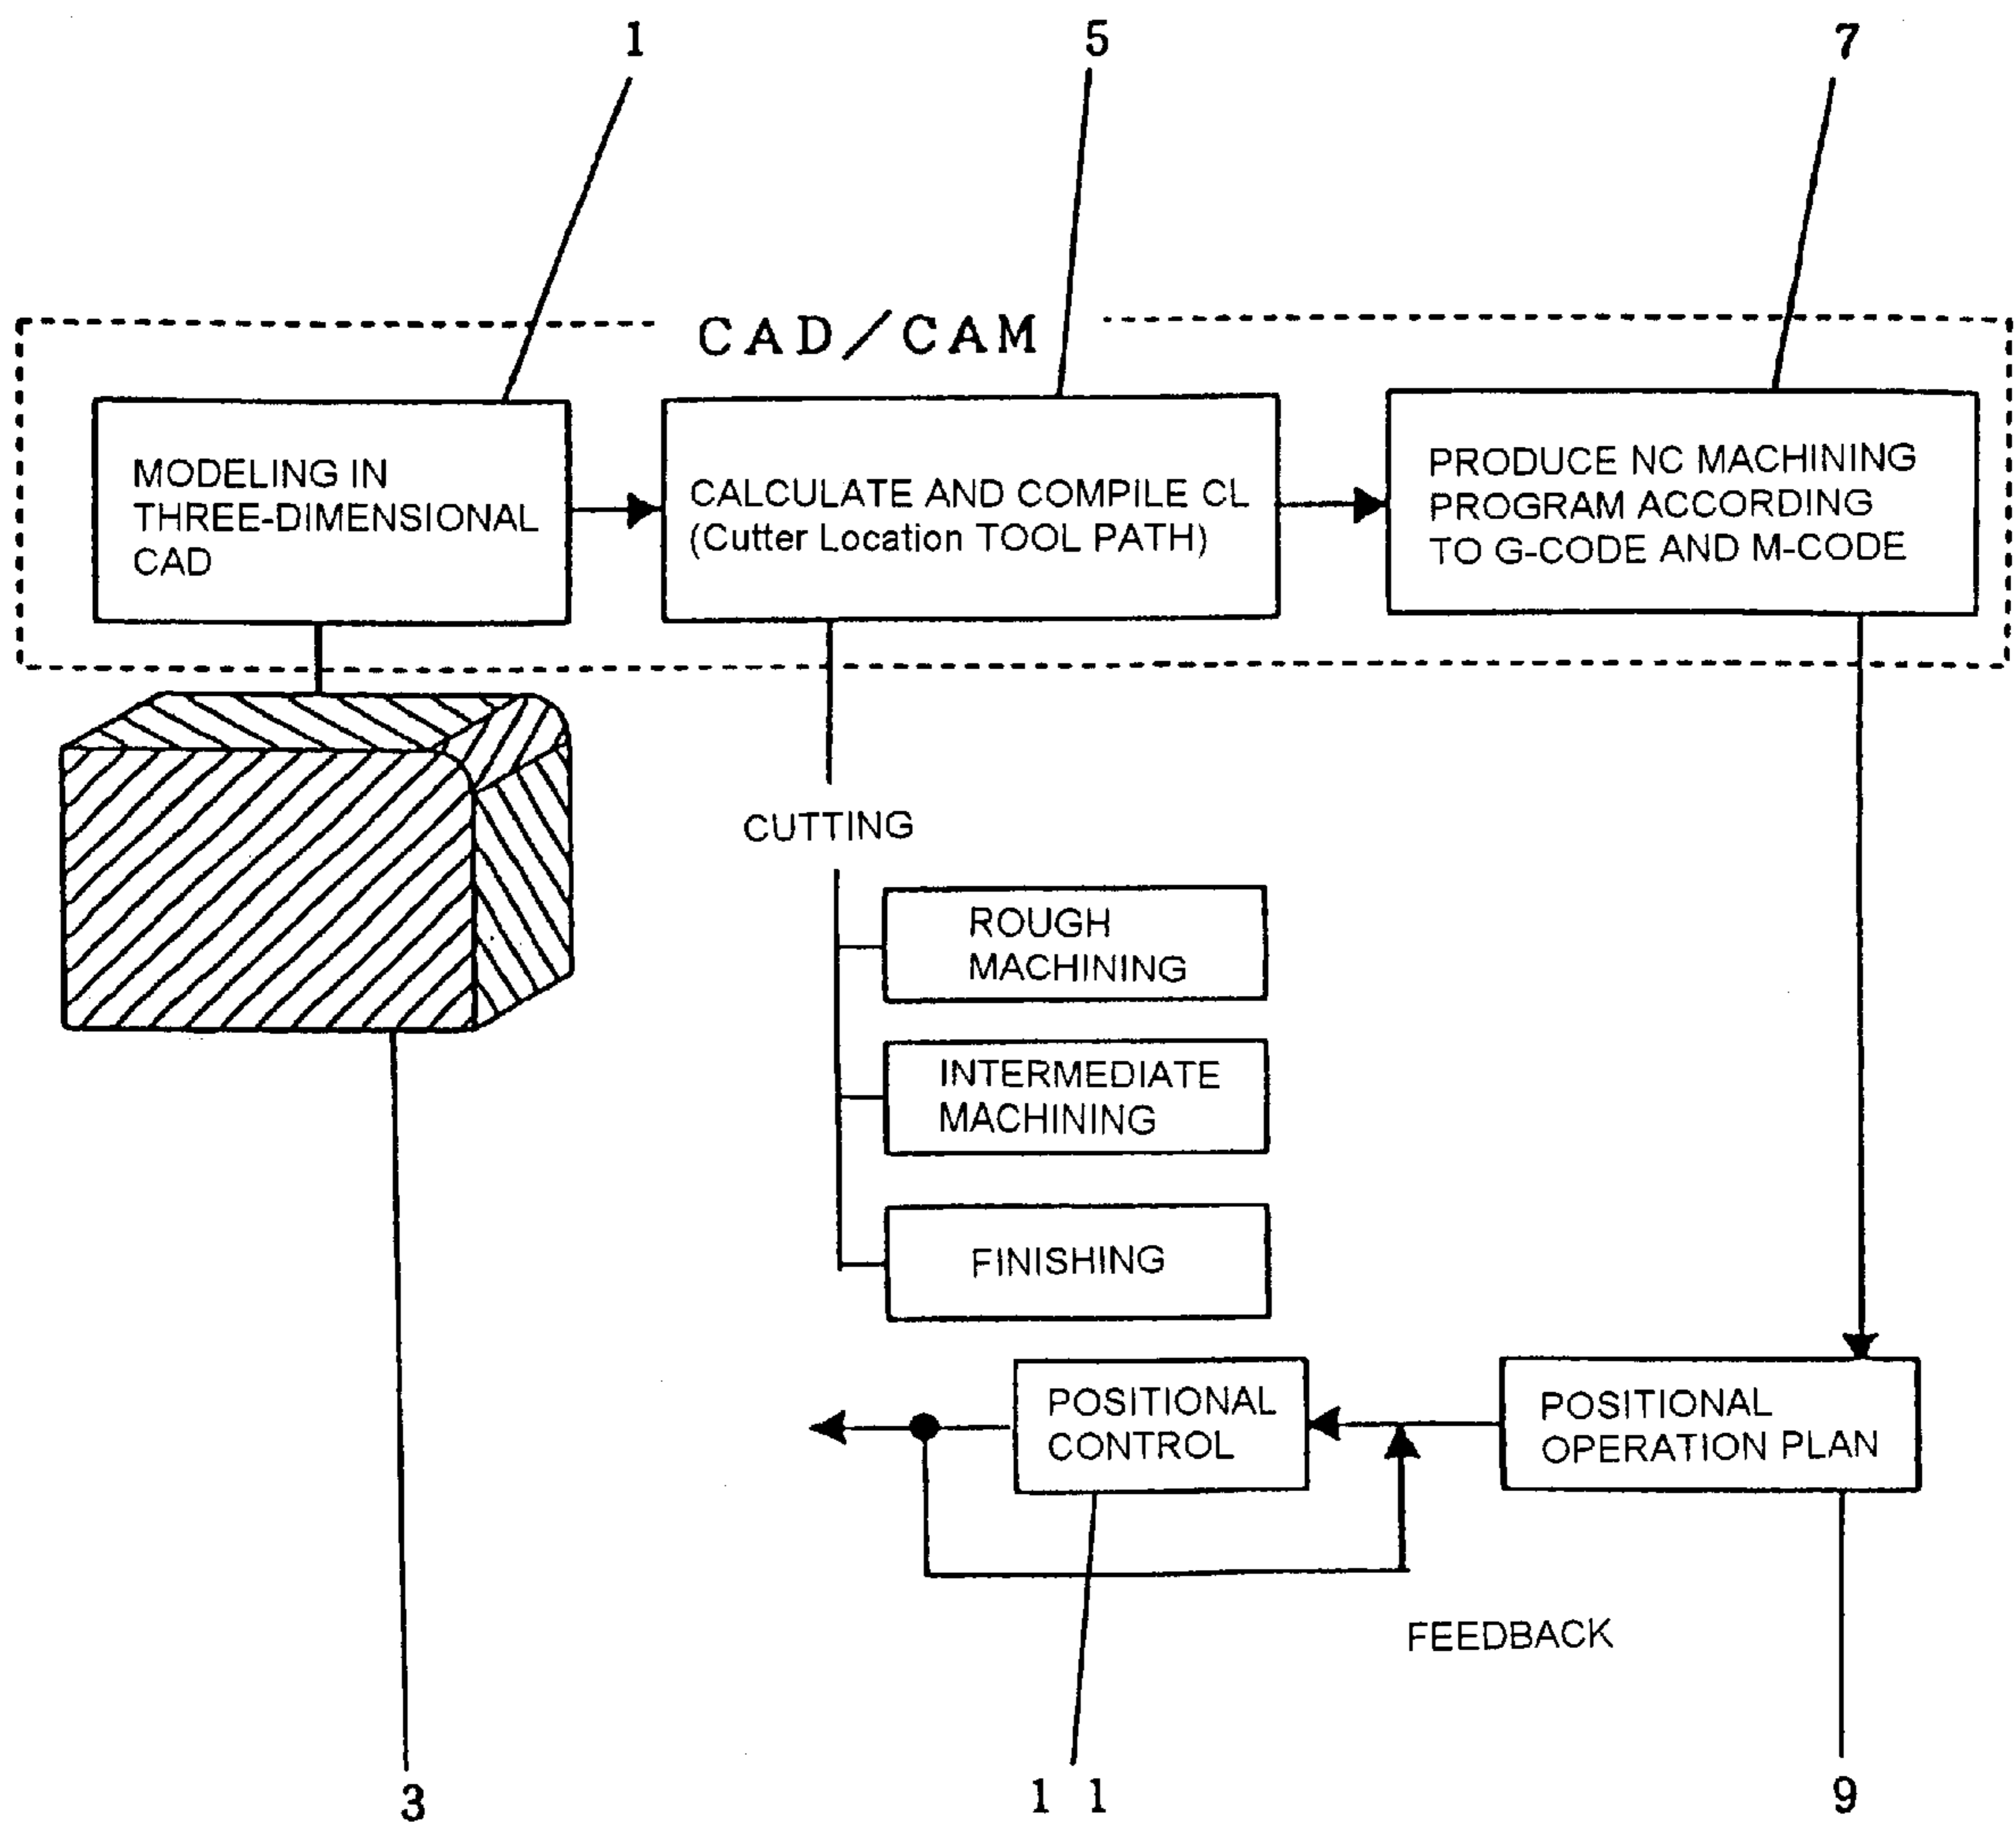 1
5
7
CAD/CAM
MODELING IN
THREE-DIMENSIONAL
CAD
CALCULATE AND COMPILE CL
(Cutter Location TOOL PATH)
PRODUCE NC MACHINING
PROGRAM ACCORDING
TO G-CODE AND M-CODE
CUTTING
ROUGH
MACHINING
INTERMEDIATE
MACHINING
FINISHING
POSITIONAL
CONTROL
POSITIONAL
OPERATION PLAN
FEEDBACK
3
11
9